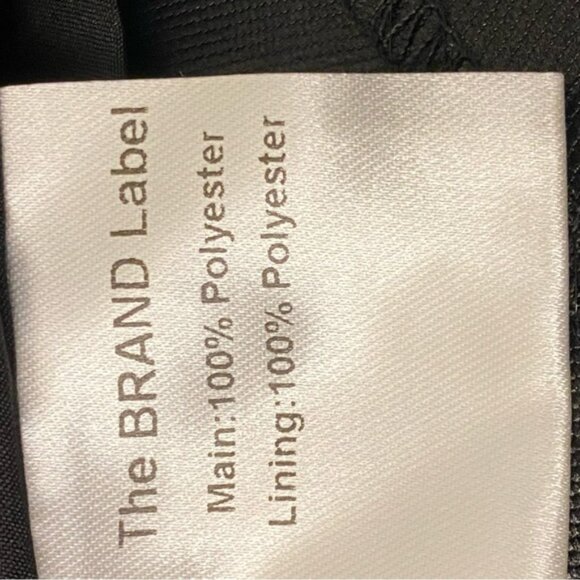 The BRAND Label
Main:100% Polyester
Lining:100% Polyester